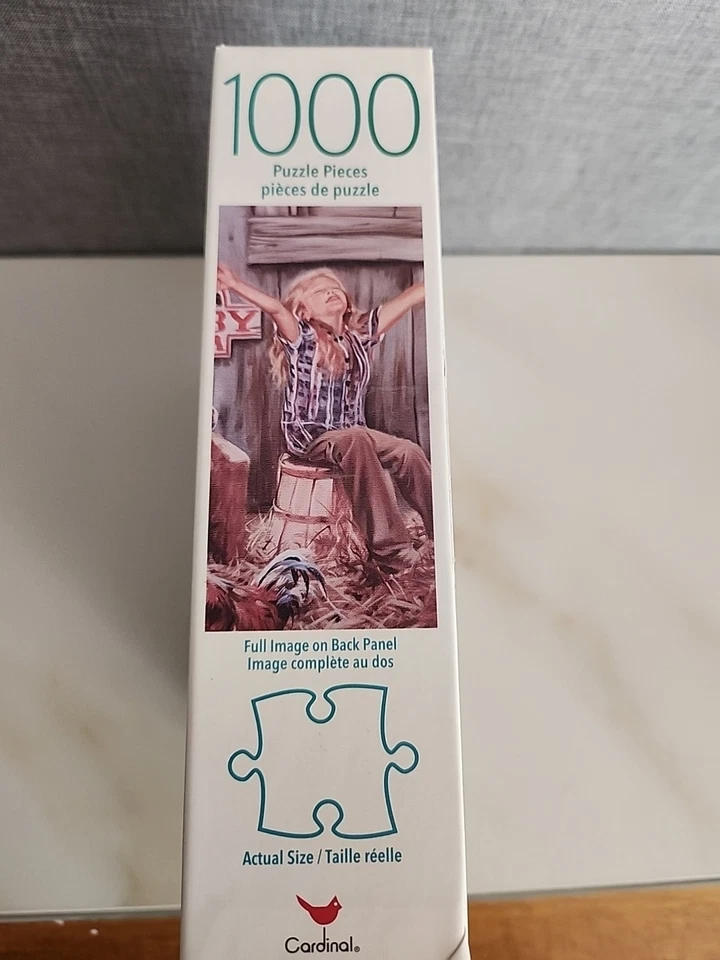 1000
Puzzle Pieces
pièces de puzzle
BY
Full Image on Back Panel
Image complète au dos
Actual Size / Taille réelle
Cardinal®